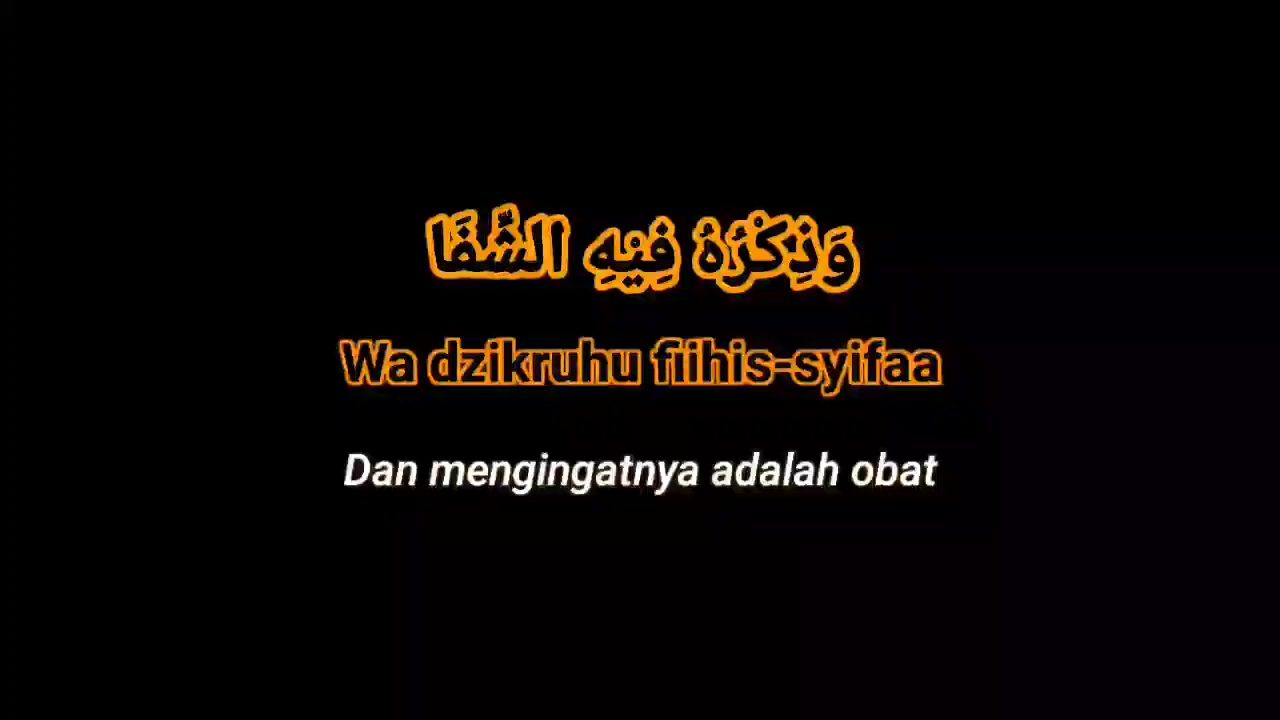 وَذِكْرُهُ فِيْهِ الشَّفَا
Wa dzikruhu fiihis-syifaa
Dan mengingatnya adalah obat